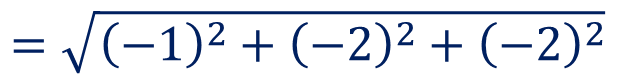 = √(−1)² + (−2)² + (−2)²